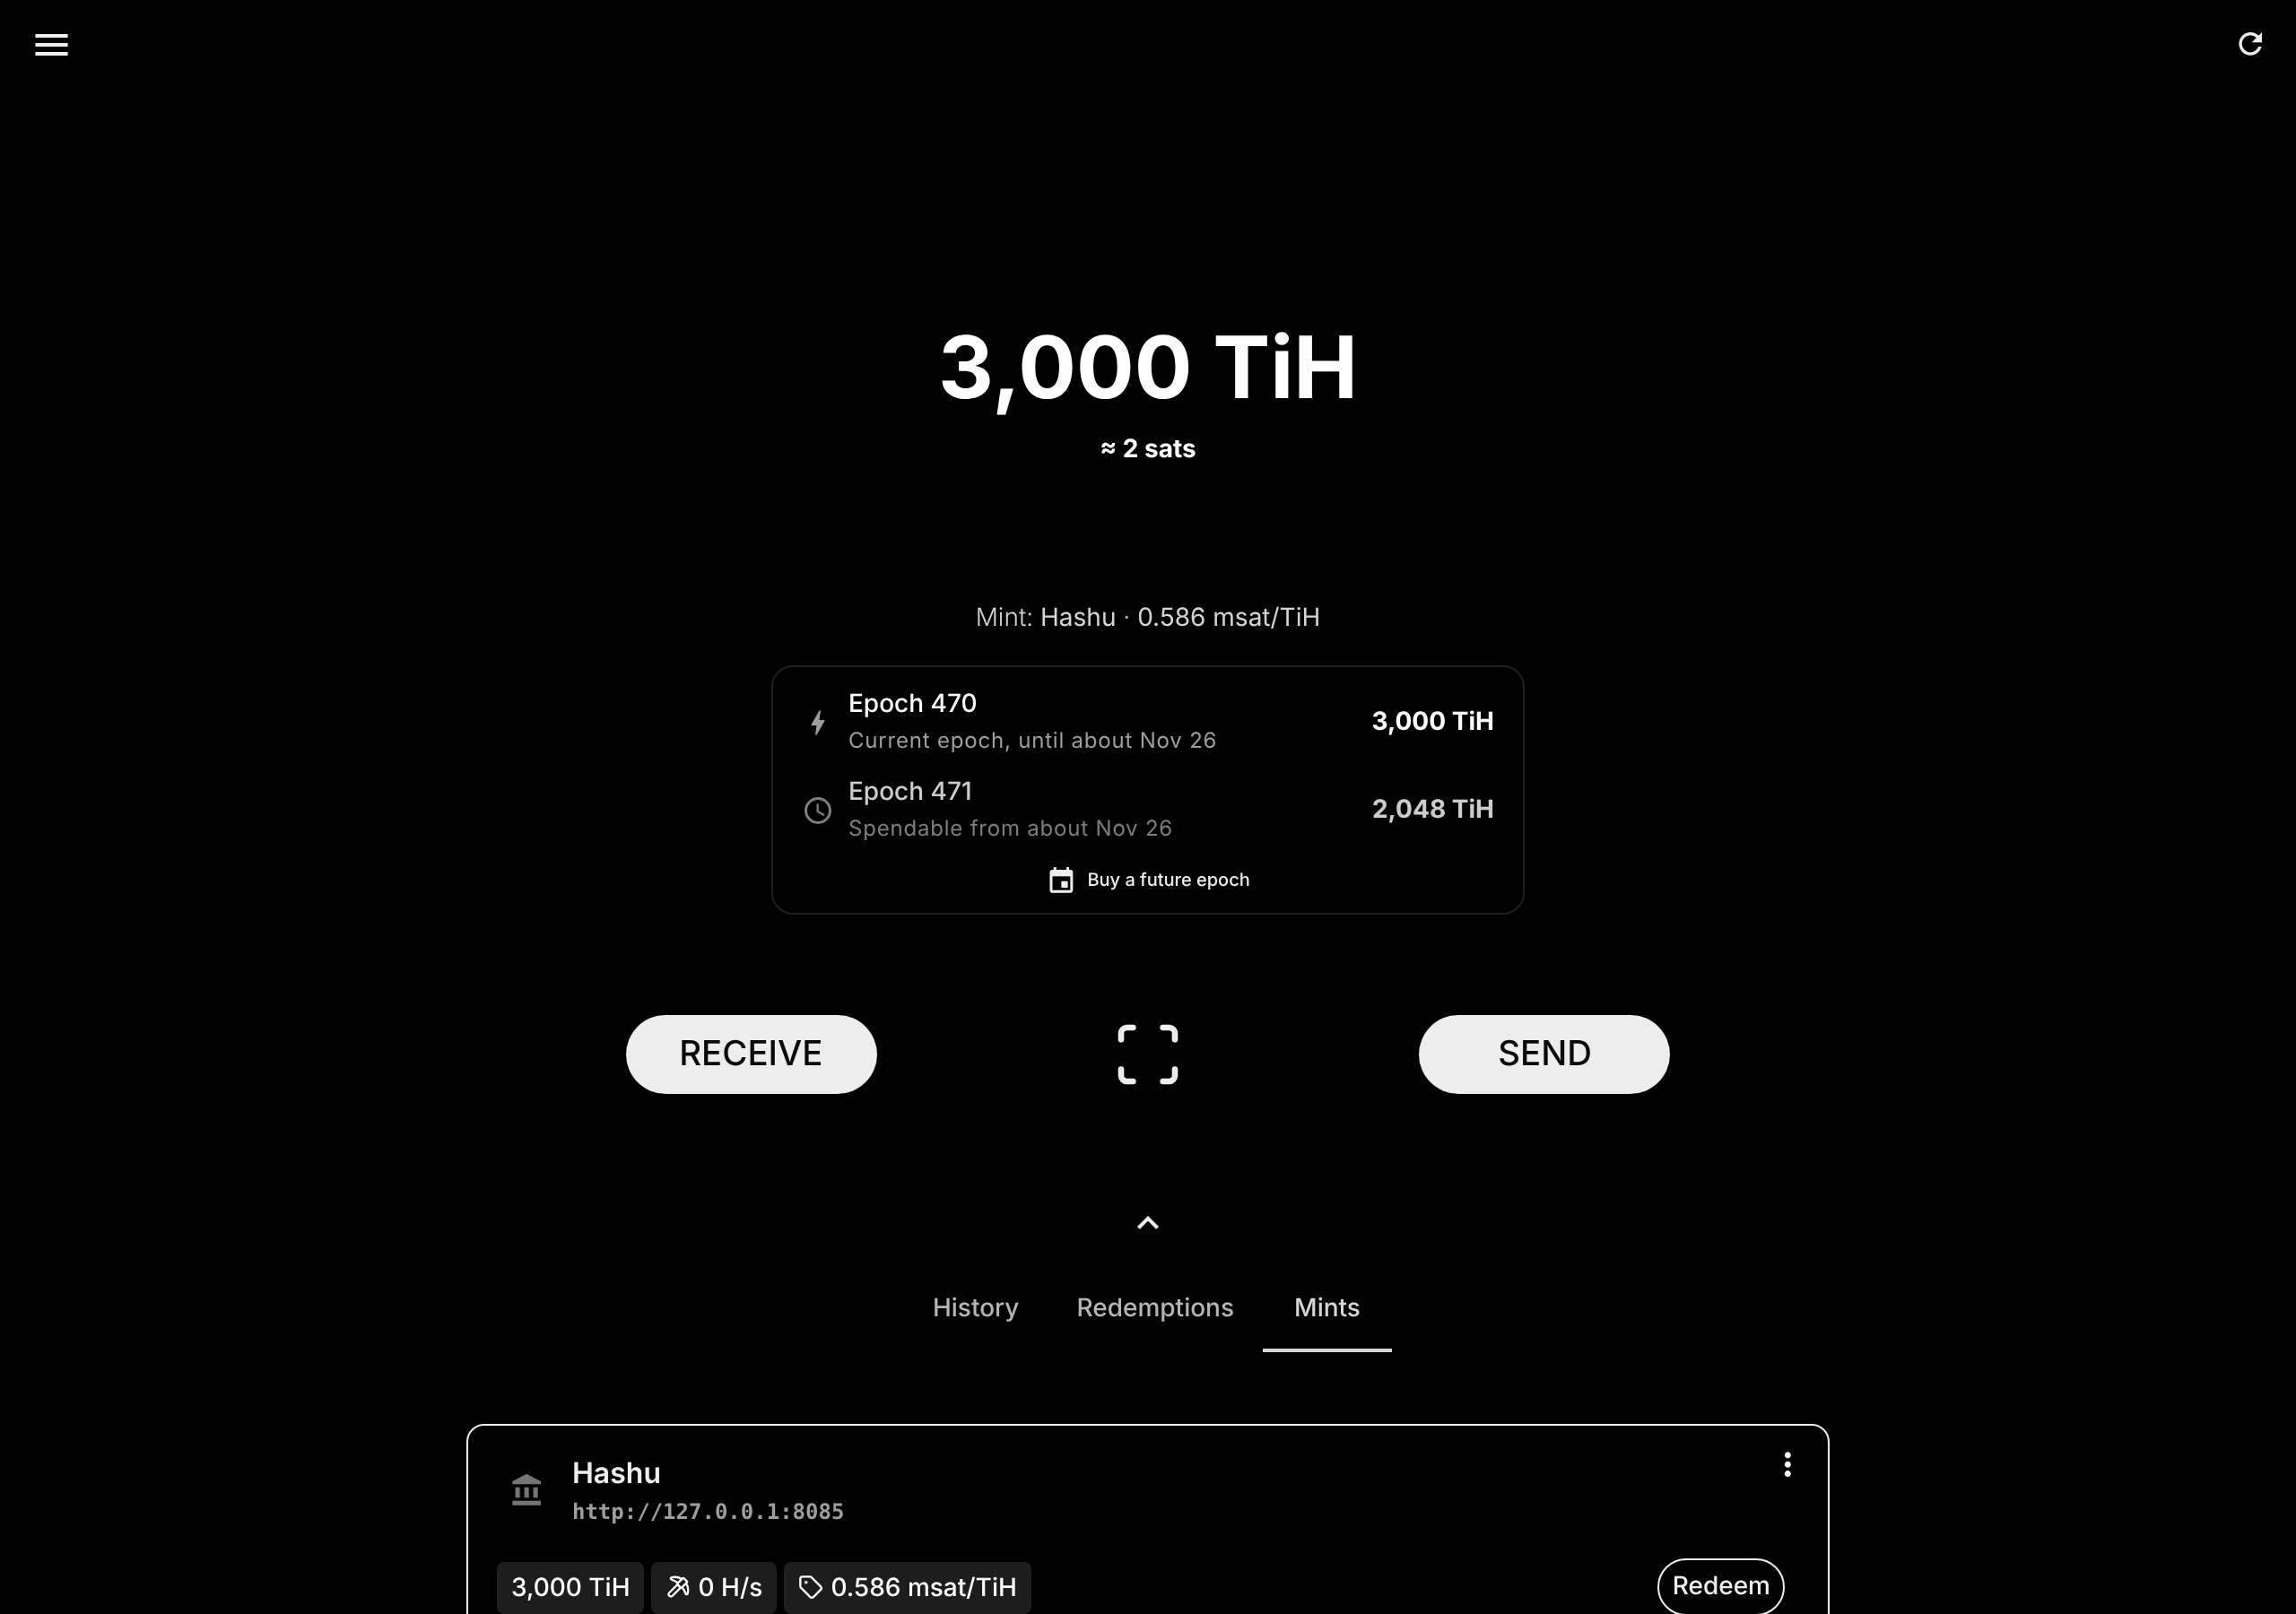 3,000 TiH
≈ 2 sats
Mint: Hashu · 0.586 msat/TiH
Epoch 470
Current epoch, until about Nov 26
3,000 TiH
Epoch 471
Spendable from about Nov 26
2,048 TiH
Buy a future epoch
RECEIVE
SEND
History
Redemptions
Mints
Hashu
http://127.0.0.1:8085
3,000 TiH
0 H/s
0.586 msat/TiH
Redeem